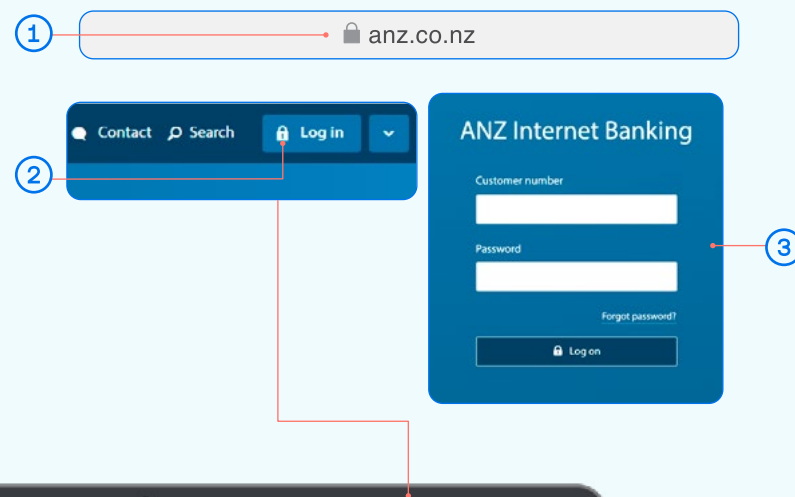 1
anz.co.nz
Contact Search Log in
2
ANZ Internet Banking
Customer number
Password
3
Forgot password?
Log on